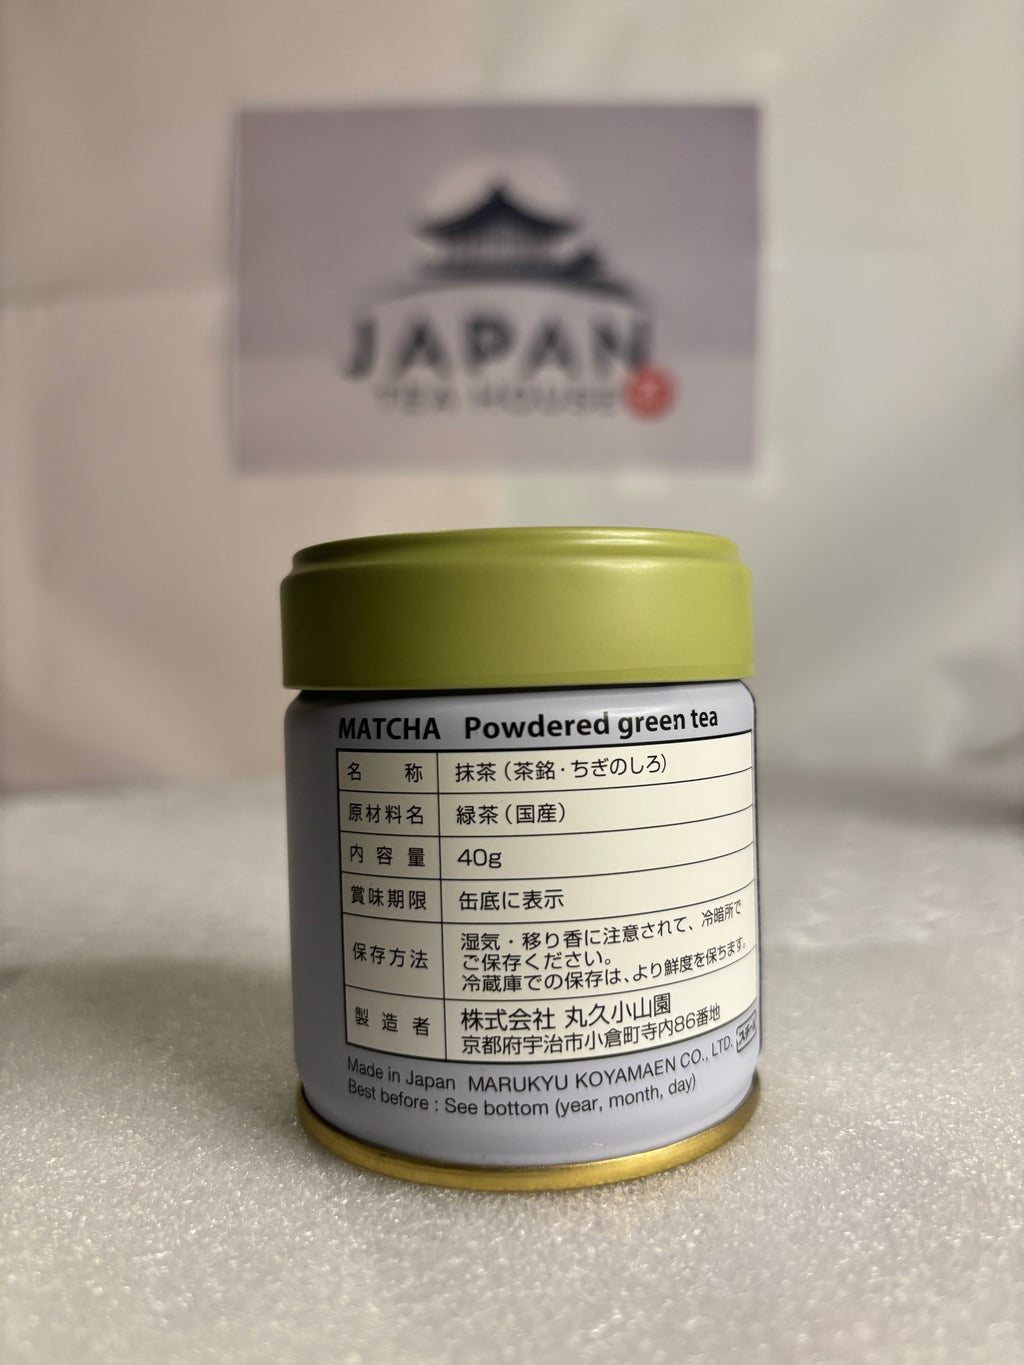 JAPAN
TEA HOUSE
MATCHA Powdered green tea
名称 抹茶（茶銘・ちぎのしろ）
原材料名 緑茶（国産）
内容量 40g
賞味期限 缶底に表示
保存方法 湿気・移り香に注意されて、冷暗所で
ご保存ください。
冷蔵庫での保存は、より鮮度を保ちます。
製造者 株式会社 丸久小山園
京都府宇治市小倉町寺内86番地
スチール
Made in Japan MARUKYU KOYAMAEN CO., LTD.
Best before : See bottom (year, month, day)